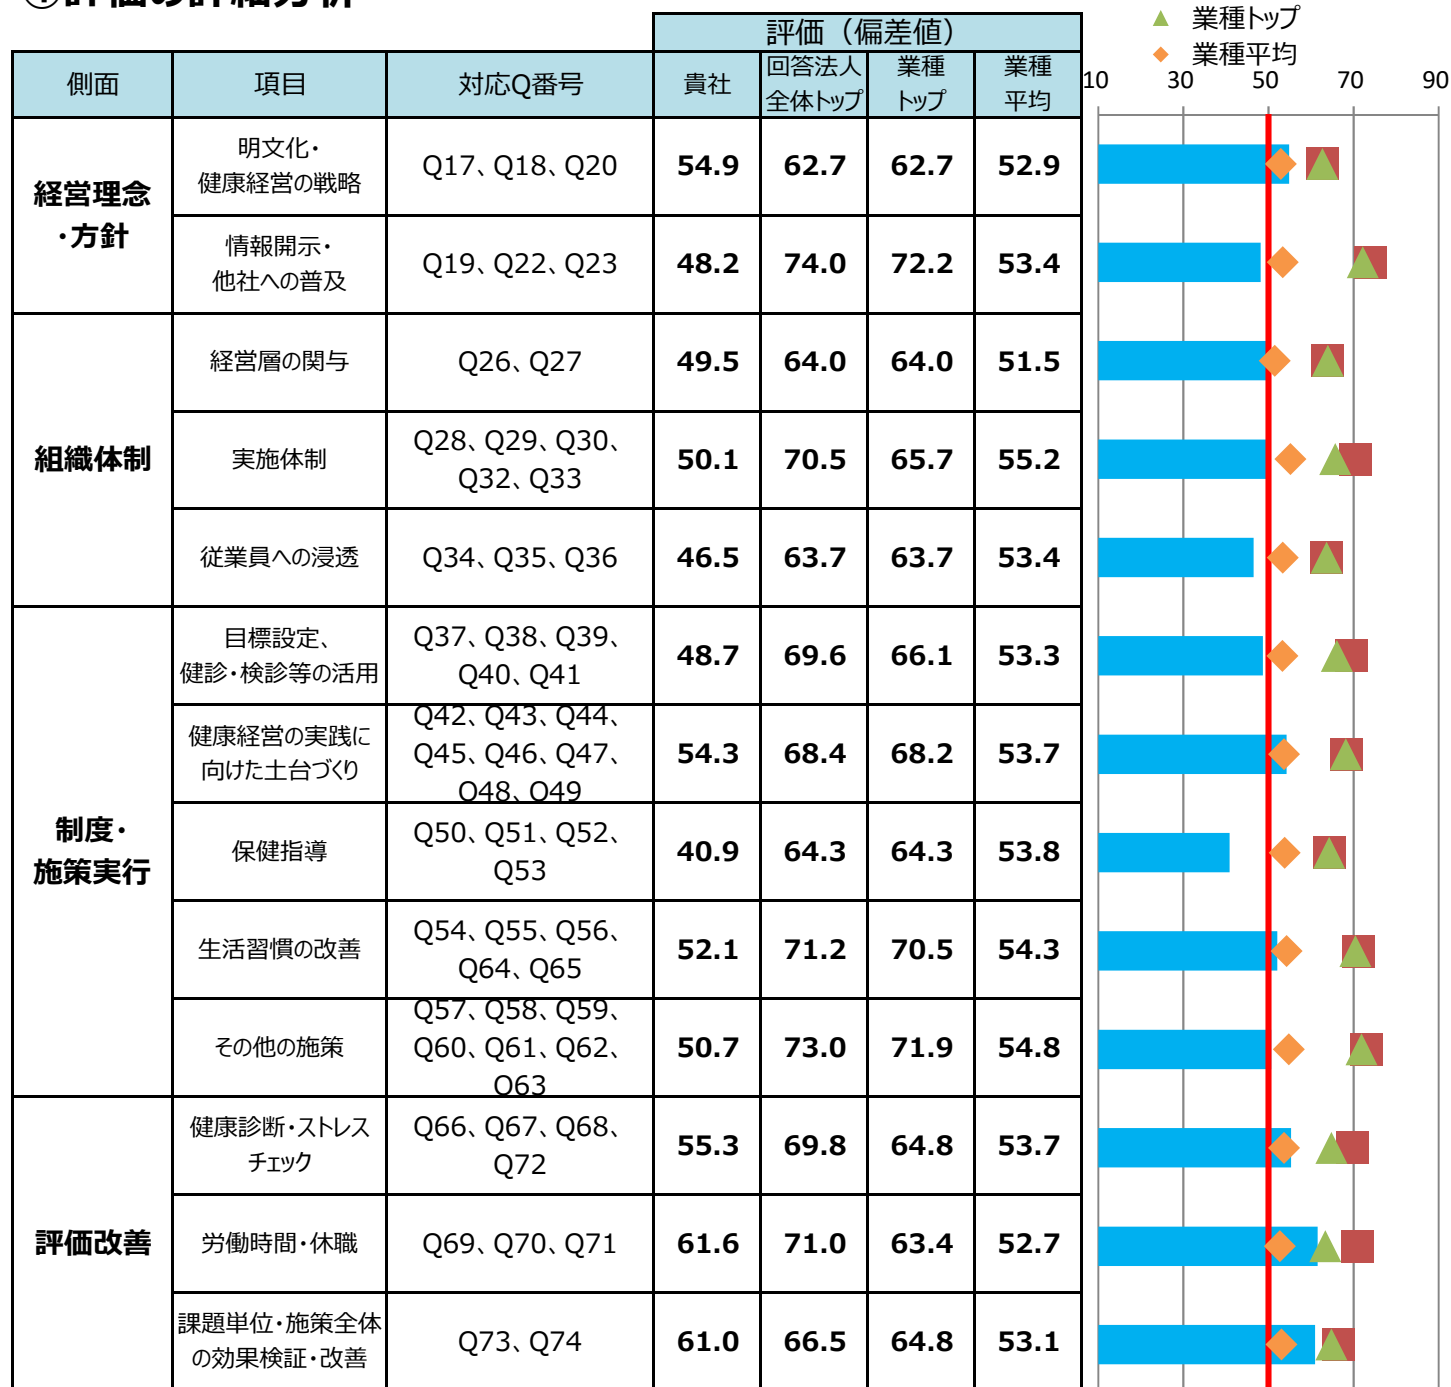 ①評価の詳細分析
▲ 業種トップ
◆ 業種平均
評価（偏差値）
側面 項目 対応Q番号 貴社 回答法人 業種 業種
全体トップ トップ 平均
10 30 50 70 90
経営理念
・方針
明文化・
健康経営の戦略
Q17、Q18、Q20 54.9 62.7 62.7 52.9
情報開示・
他社への普及
Q19、Q22、Q23 48.2 74.0 72.2 53.4
組織体制
経営層の関与 Q26、Q27 49.5 64.0 64.0 51.5
実施体制
Q28、Q29、Q30、
Q32、Q33
50.1 70.5 65.7 55.2
従業員への浸透 Q34、Q35、Q36 46.5 63.7 63.7 53.4
制度・
施策実行
目標設定、
健診・検診等の活用
Q37、Q38、Q39、
Q40、Q41
48.7 69.6 66.1 53.3
健康経営の実践に
向けた土台づくり
Q42、Q43、Q44、
Q45、Q46、Q47、
Q48、Q49
54.3 68.4 68.2 53.7
保健指導
Q50、Q51、Q52、
Q53
40.9 64.3 64.3 53.8
生活習慣の改善
Q54、Q55、Q56、
Q64、Q65
52.1 71.2 70.5 54.3
その他の施策
Q57、Q58、Q59、
Q60、Q61、Q62、
Q63
50.7 73.0 71.9 54.8
評価改善
健康診断・ストレス
チェック
Q66、Q67、Q68、
Q72
55.3 69.8 64.8 53.7
労働時間・休職 Q69、Q70、Q71 61.6 71.0 63.4 52.7
課題単位・施策全体
の効果検証・改善
Q73、Q74 61.0 66.5 64.8 53.1